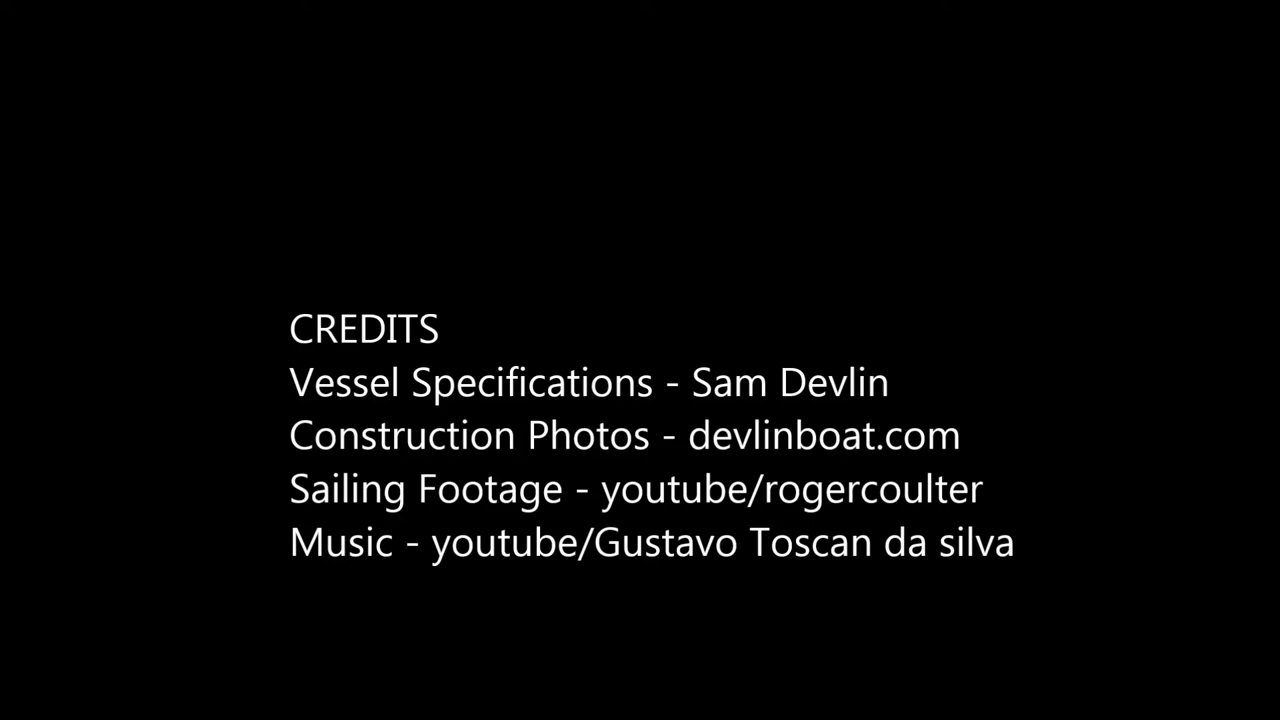 CREDITS
Vessel Specifications - Sam Devlin
Construction Photos - devlinboat.com
Sailing Footage - youtube/rogercoulter
Music - youtube/Gustavo Toscan da silva